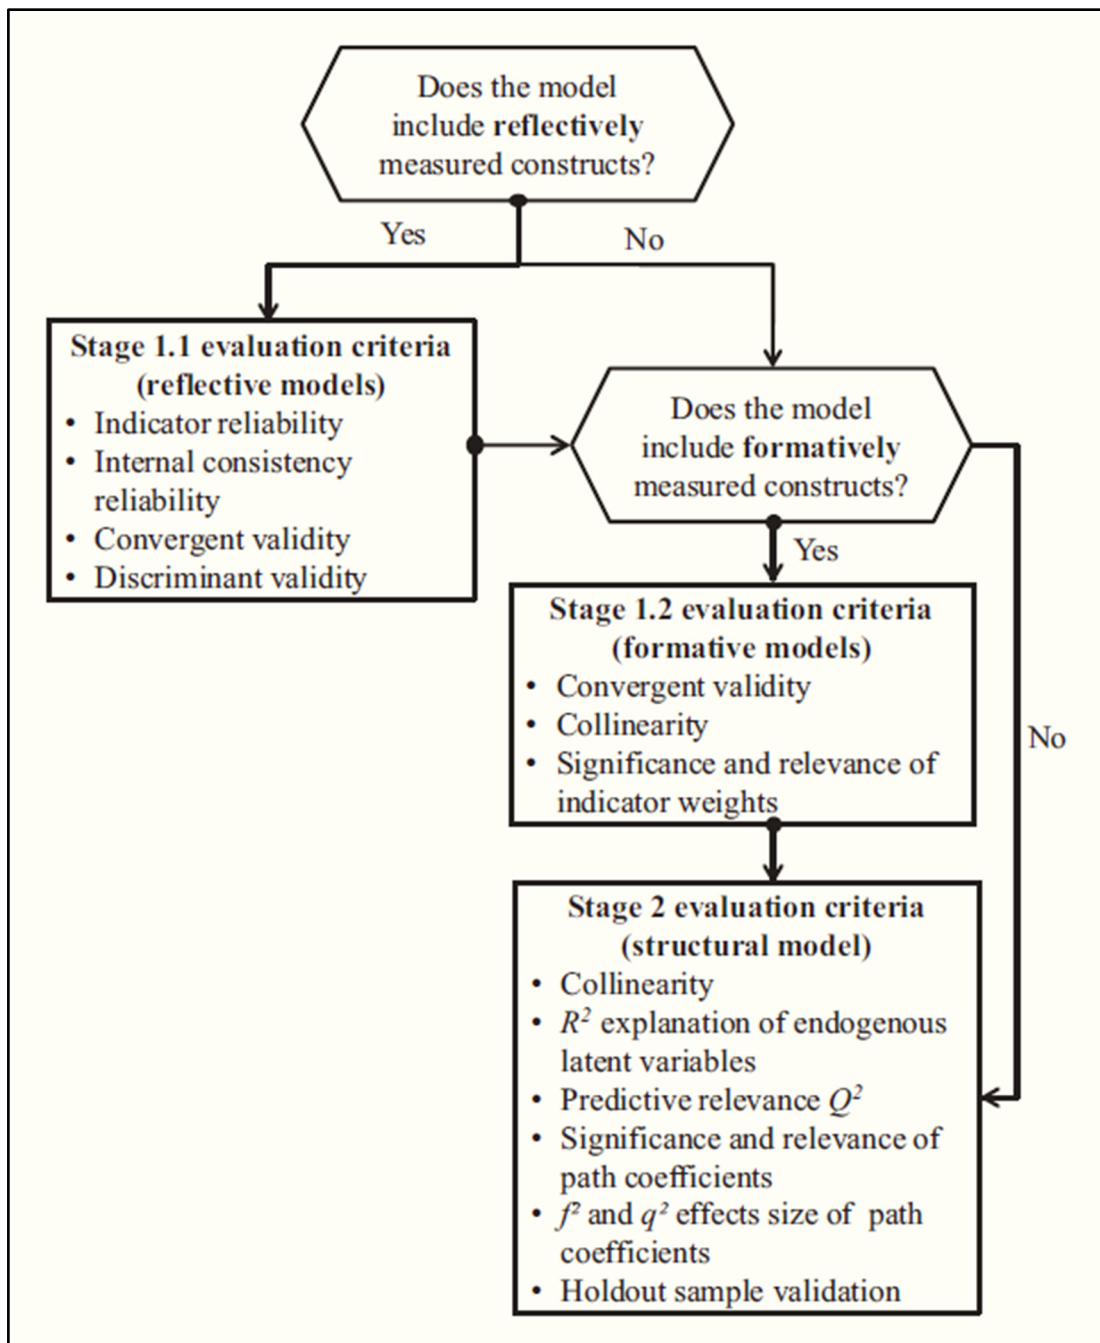 Does the model
include reflectively
measured constructs?
Yes
No
Stage 1.1 evaluation criteria
(reflective models)
• Indicator reliability
• Internal consistency
reliability
• Convergent validity
• Discriminant validity
Does the model
include formatively
measured constructs?
Yes
No
Stage 1.2 evaluation criteria
(formative models)
• Convergent validity
• Collinearity
• Significance and relevance of
indicator weights
Stage 2 evaluation criteria
(structural model)
• Collinearity
• R² explanation of endogenous
latent variables
• Predictive relevance Q²
• Significance and relevance of
path coefficients
• f² and q² effects size of path
coefficients
• Holdout sample validation